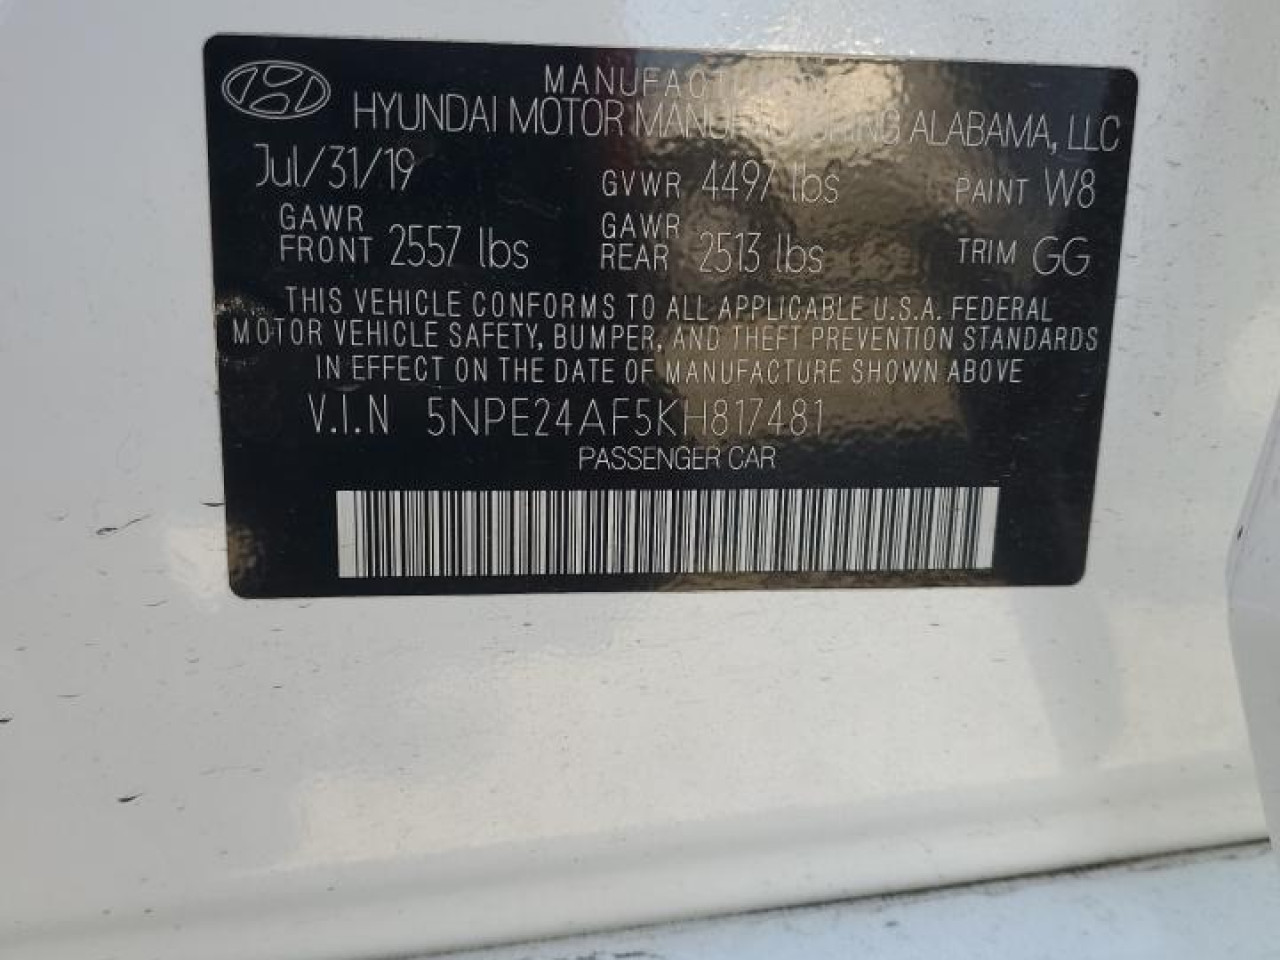 HYUNDAI MOTOR MANUFACTURING ALABAMA, LLC
Jul/31/19 GVWR 4497 lbs PAINT W8
GAWR FRONT 2557 lbs GAWR REAR 2513 lbs TRIM GG
THIS VEHICLE CONFORMS TO ALL APPLICABLE U.S.A. FEDERAL
MOTOR VEHICLE SAFETY, BUMPER, AND THEFT PREVENTION STANDARDS
IN EFFECT ON THE DATE OF MANUFACTURE SHOWN ABOVE
V.I.N 5NPE24AF5KH817481
PASSENGER CAR